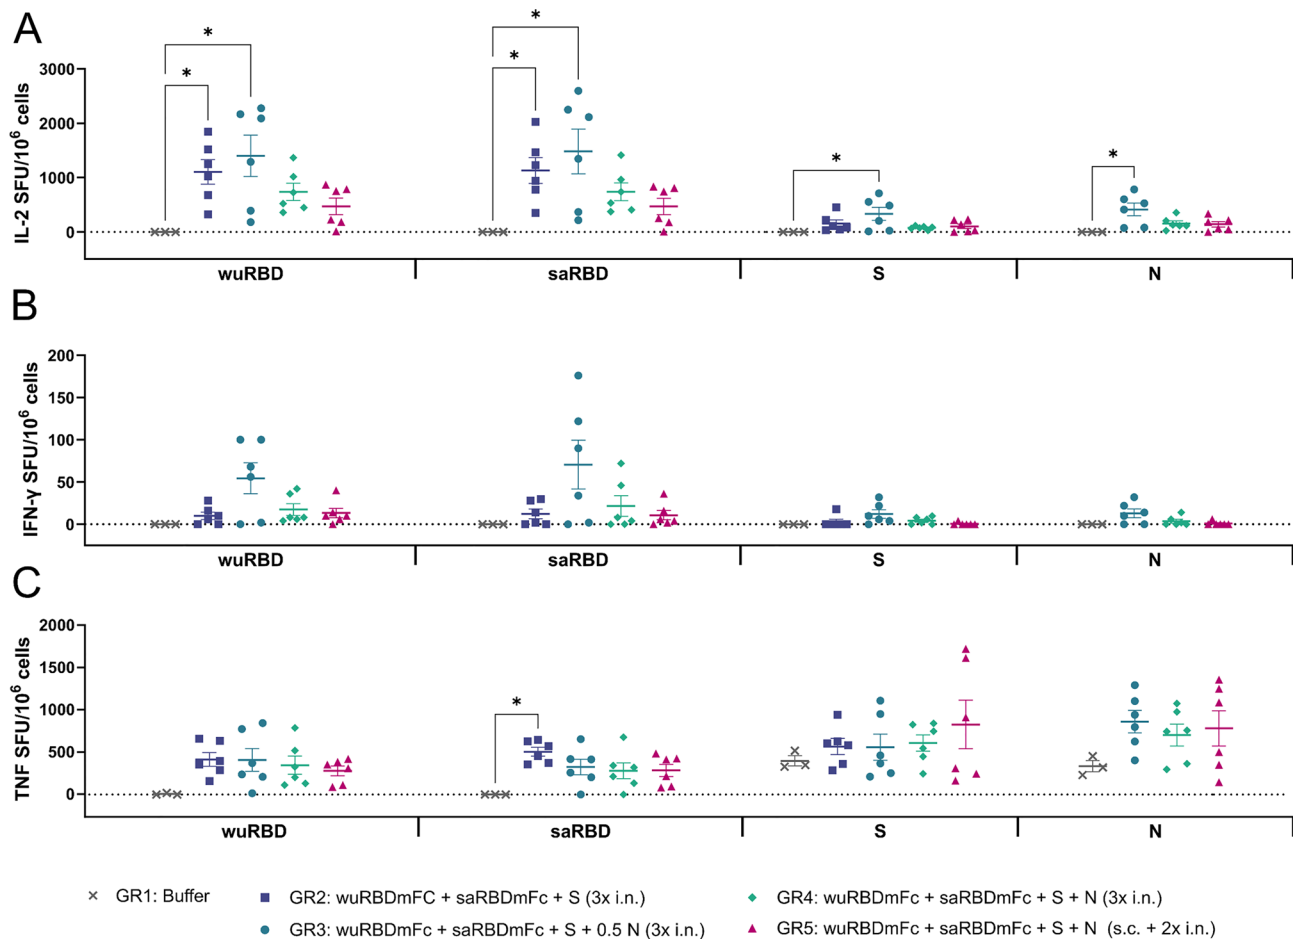 A
*
*
*
*
*
*
IL-2 SFU/10⁶ cells
3000
2000
1000
0
wuRBD
saRBD
S
N
B
IFN-γ SFU/10⁶ cells
200
150
100
50
0
wuRBD
saRBD
S
N
C
TNF SFU/10⁶ cells
2000
1500
1000
500
0
*
wuRBD
saRBD
S
N
GR1: Buffer
GR2: wuRBDmFC + saRBDmFc + S (3x i.n.)
GR4: wuRBDmFc + saRBDmFc + S + N (3x i.n.)
GR3: wuRBDmFc + saRBDmFc + S + 0.5 N (3x i.n.)
GR5: wuRBDmFc + saRBDmFc + S + N (s.c. + 2x i.n.)